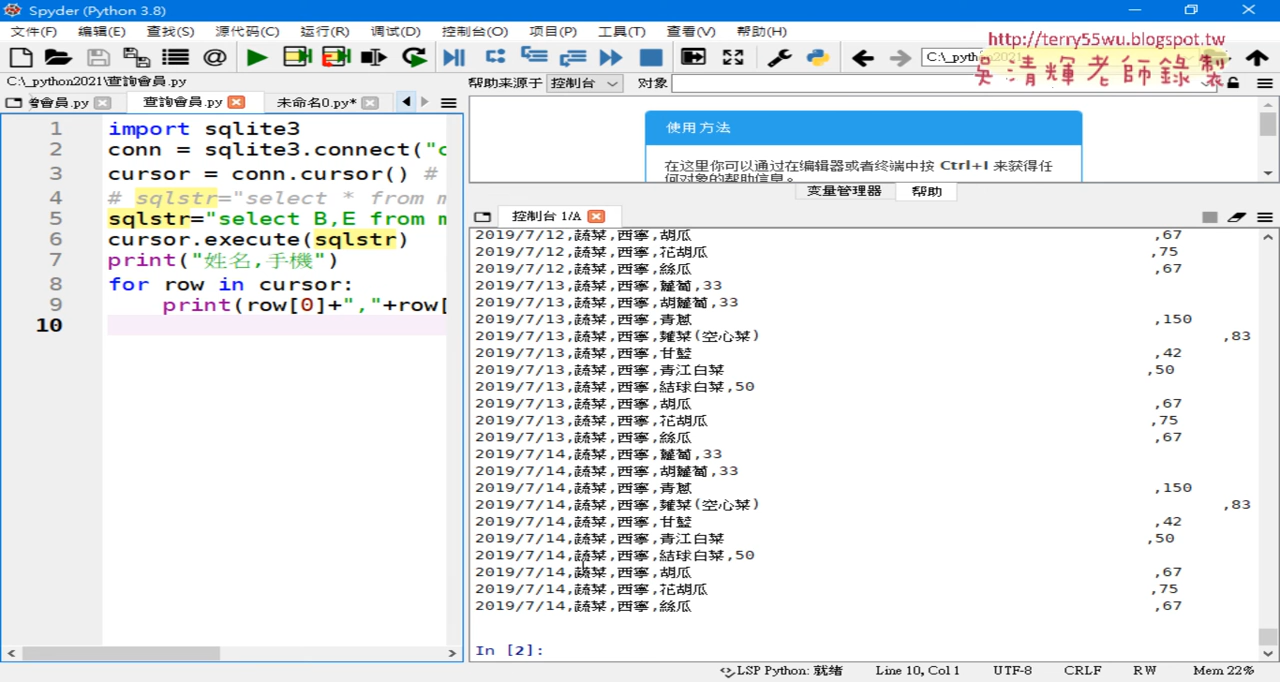 Spyder (Python 3.8)
文件(F) 编辑(E) 查找(S) 源代码(C) 运行(R) 调试(D) 控制台(O) 项目(P) 工具(T) 查看(V) 帮助(H)
http://terry55wu.blogspot.tw
C:\_pyth
吳清輝老師錄製
C:\_python2021\查詢會員.py
帮助来源于 控制台 对象
會員.py 查詢會員.py 未命名0.py*
1 import sqlite3
2 conn = sqlite3.connect("c
3 cursor = conn.cursor() #
4 # sqlstr="select * from m
5 sqlstr="select B,E from m
6 cursor.execute(sqlstr)
7 print("姓名,手機")
8 for row in cursor:
9 print(row[0]+","+row[
10
使用方法
在这里你可以通过在编辑器或者终端中按 Ctrl+I 来获得任
何对象的帮助信息。
变量管理器 帮助
控制台 1/A
2019/7/12,蔬菜,西寧,胡瓜 ,67
2019/7/12,蔬菜,西寧,花胡瓜 ,75
2019/7/12,蔬菜,西寧,絲瓜 ,67
2019/7/13,蔬菜,西寧,蘿蔔,33
2019/7/13,蔬菜,西寧,胡蘿蔔,33
2019/7/13,蔬菜,西寧,青蔥 ,150
2019/7/13,蔬菜,西寧,蕹菜(空心菜) ,83
2019/7/13,蔬菜,西寧,甘藍 ,42
2019/7/13,蔬菜,西寧,青江白菜 ,50
2019/7/13,蔬菜,西寧,結球白菜,50
2019/7/13,蔬菜,西寧,胡瓜 ,67
2019/7/13,蔬菜,西寧,花胡瓜 ,75
2019/7/13,蔬菜,西寧,絲瓜 ,67
2019/7/14,蔬菜,西寧,蘿蔔,33
2019/7/14,蔬菜,西寧,胡蘿蔔,33
2019/7/14,蔬菜,西寧,青蔥 ,150
2019/7/14,蔬菜,西寧,蕹菜(空心菜) ,83
2019/7/14,蔬菜,西寧,甘藍 ,42
2019/7/14,蔬菜,西寧,青江白菜 ,50
2019/7/14,蔬菜,西寧,結球白菜,50
2019/7/14,蔬菜,西寧,胡瓜 ,67
2019/7/14,蔬菜,西寧,花胡瓜 ,75
2019/7/14,蔬菜,西寧,絲瓜 ,67
In [2]:
LSP Python: 就绪 Line 10, Col 1 UTF-8 CRLF RW Mem 22%